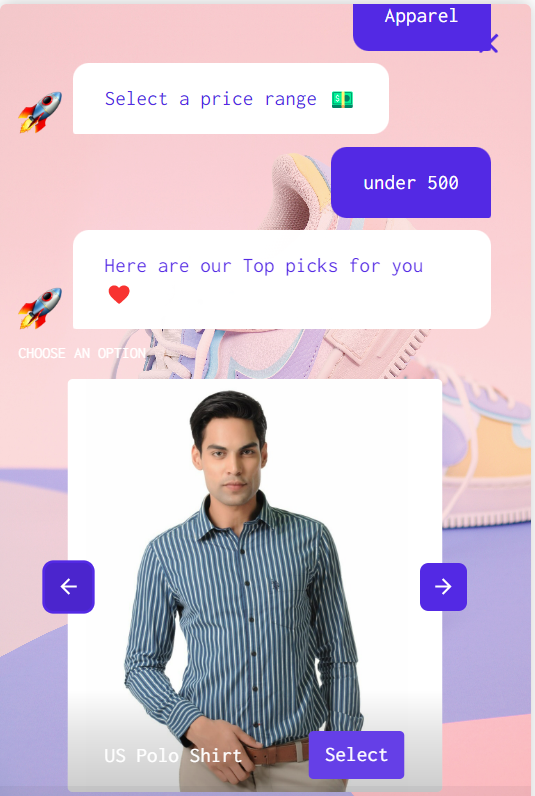 Apparel
Select a price range 💵
under 500
Here are our Top picks for you
❤️
CHOOSE AN OPTION
US Polo Shirt
Select